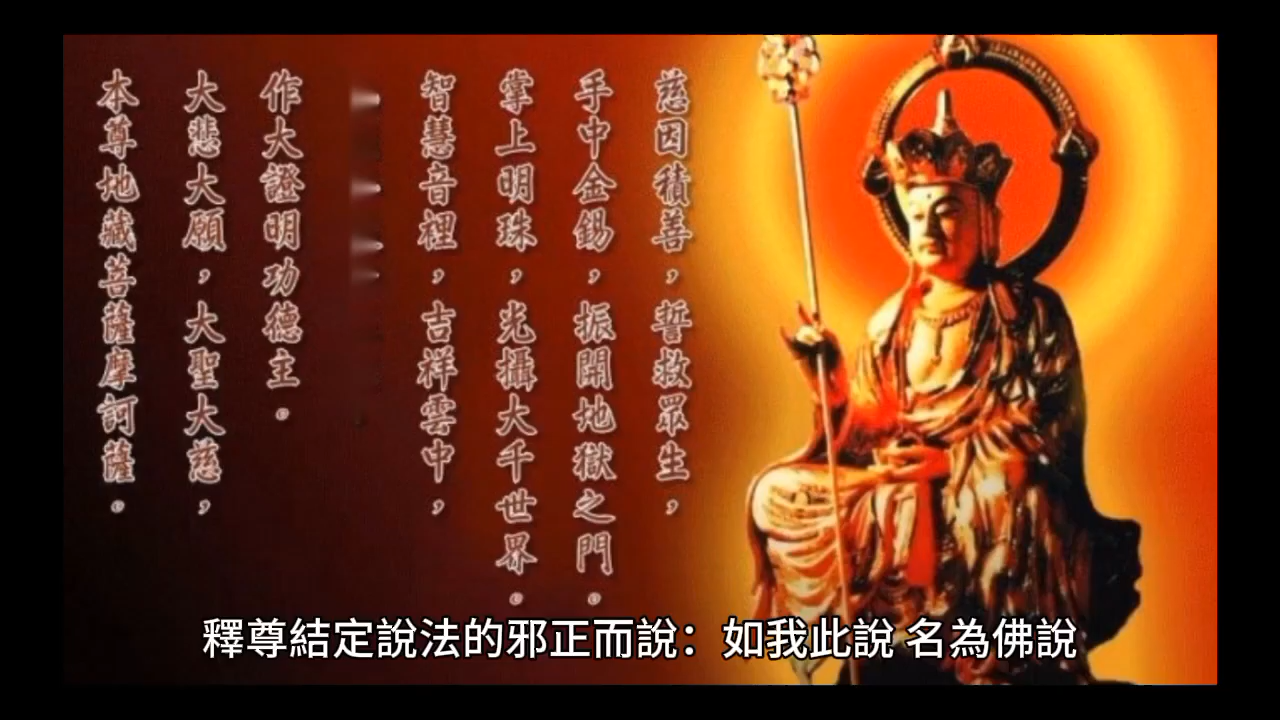 慈因積善，誓救眾生，
手中金錫，振開地獄之門。
掌上明珠，光攝大千世界。
智慧音裡，吉祥雲中，
作大證明功德主。
大悲大願，大聖大慈，
本尊地藏菩薩摩訶薩。
釋尊結定說法的邪正而說：如我此說 名為佛說